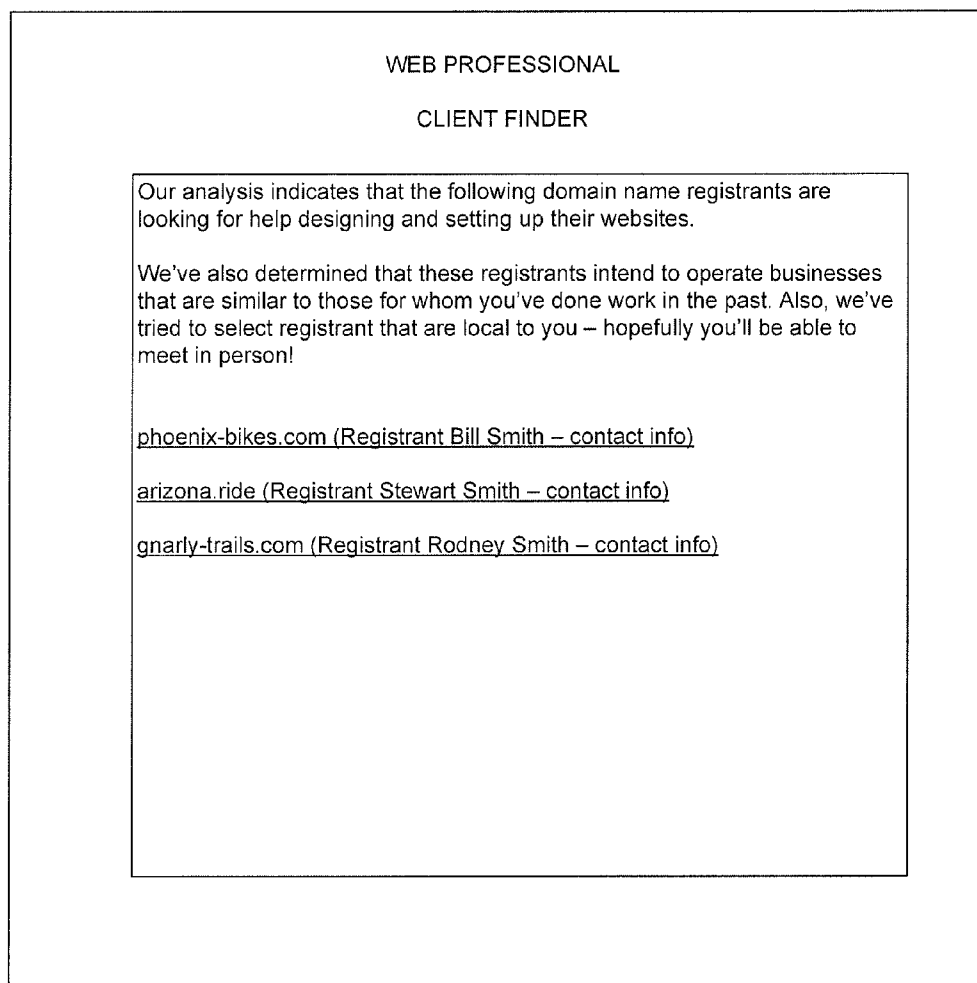 WEB PROFESSIONAL
CLIENT FINDER
Our analysis indicates that the following domain name registrants are
looking for help designing and setting up their websites.
We've also determined that these registrants intend to operate businesses
that are similar to those for whom you've done work in the past. Also, we've
tried to select registrant that are local to you – hopefully you'll be able to
meet in person!
phoenix-bikes.com (Registrant Bill Smith – contact info)
arizona.ride (Registrant Stewart Smith – contact info)
gnarly-trails.com (Registrant Rodney Smith – contact info)